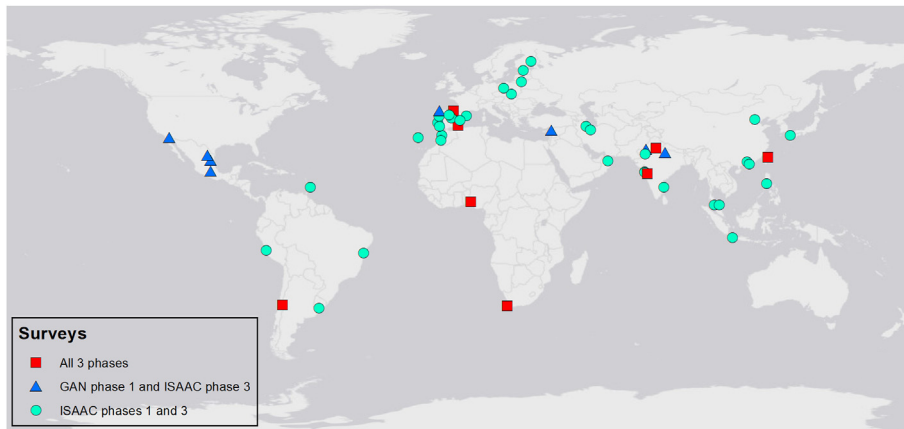 Surveys
All 3 phases
GAN phase 1 and ISAAC phase 3
ISAAC phases 1 and 3